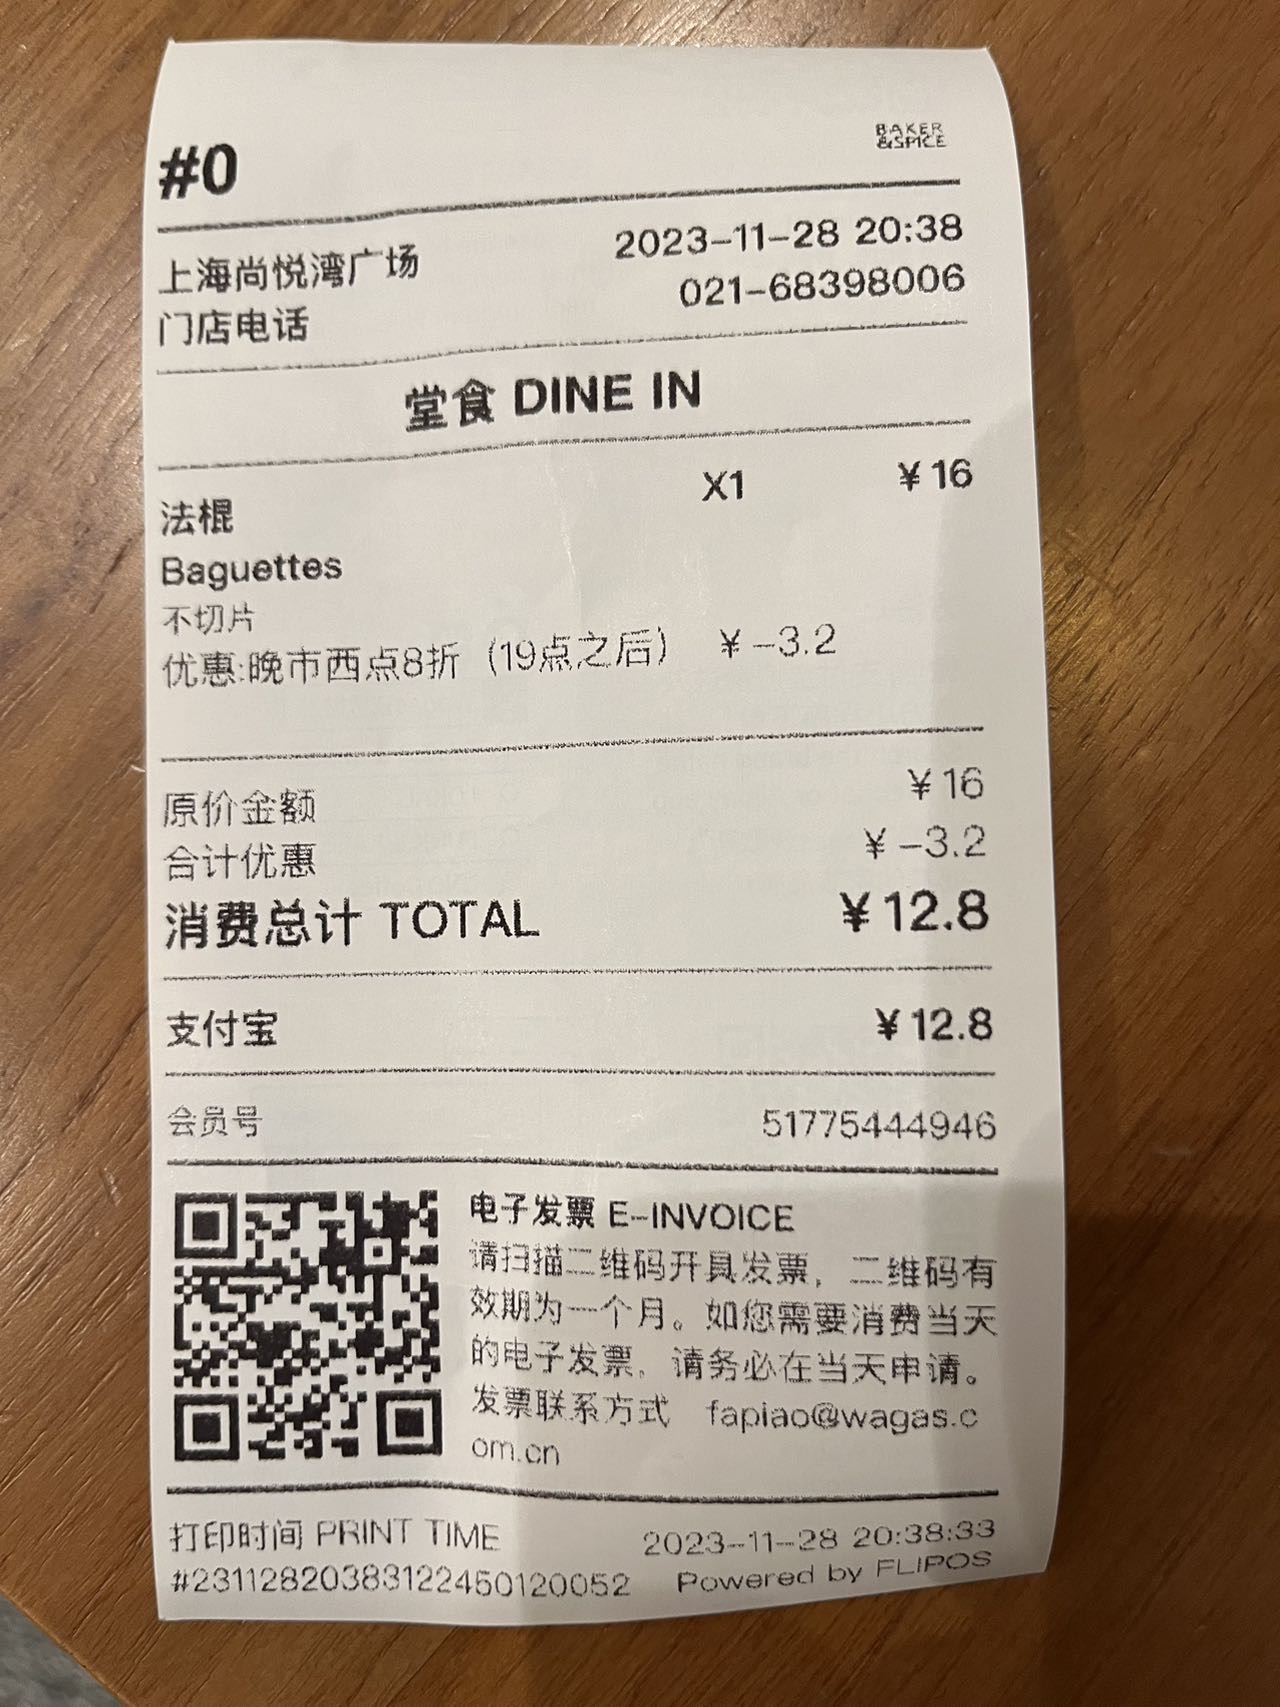 BAKER
&SPICE
#0
上海尚悦湾广场 2023-11-28 20:38
门店电话 021-68398006
堂食 DINE IN
法棍 X1 ¥16
Baguettes
不切片
优惠:晚市西点8折（19点之后） ¥-3.2
原价金额 ¥16
合计优惠 ¥-3.2
消费总计 TOTAL ¥12.8
支付宝 ¥12.8
会员号 51775444946
电子发票 E-INVOICE
请扫描二维码开具发票，二维码有
效期为一个月。如您需要消费当天
的电子发票，请务必在当天申请。
发票联系方式 fapiao@wagas.c
om.cn
打印时间 PRINT TIME 2023-11-28 20:38:33
#23112820383122450120052 Powered by FLIPOS